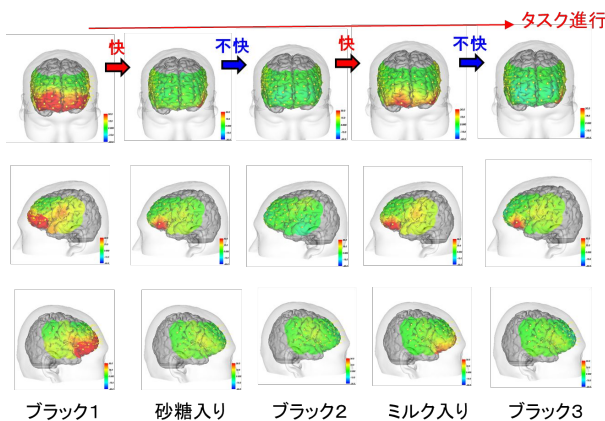 タスク進行
快
不快
快
不快
ブラック１
砂糖入り
ブラック２
ミルク入り
ブラック３